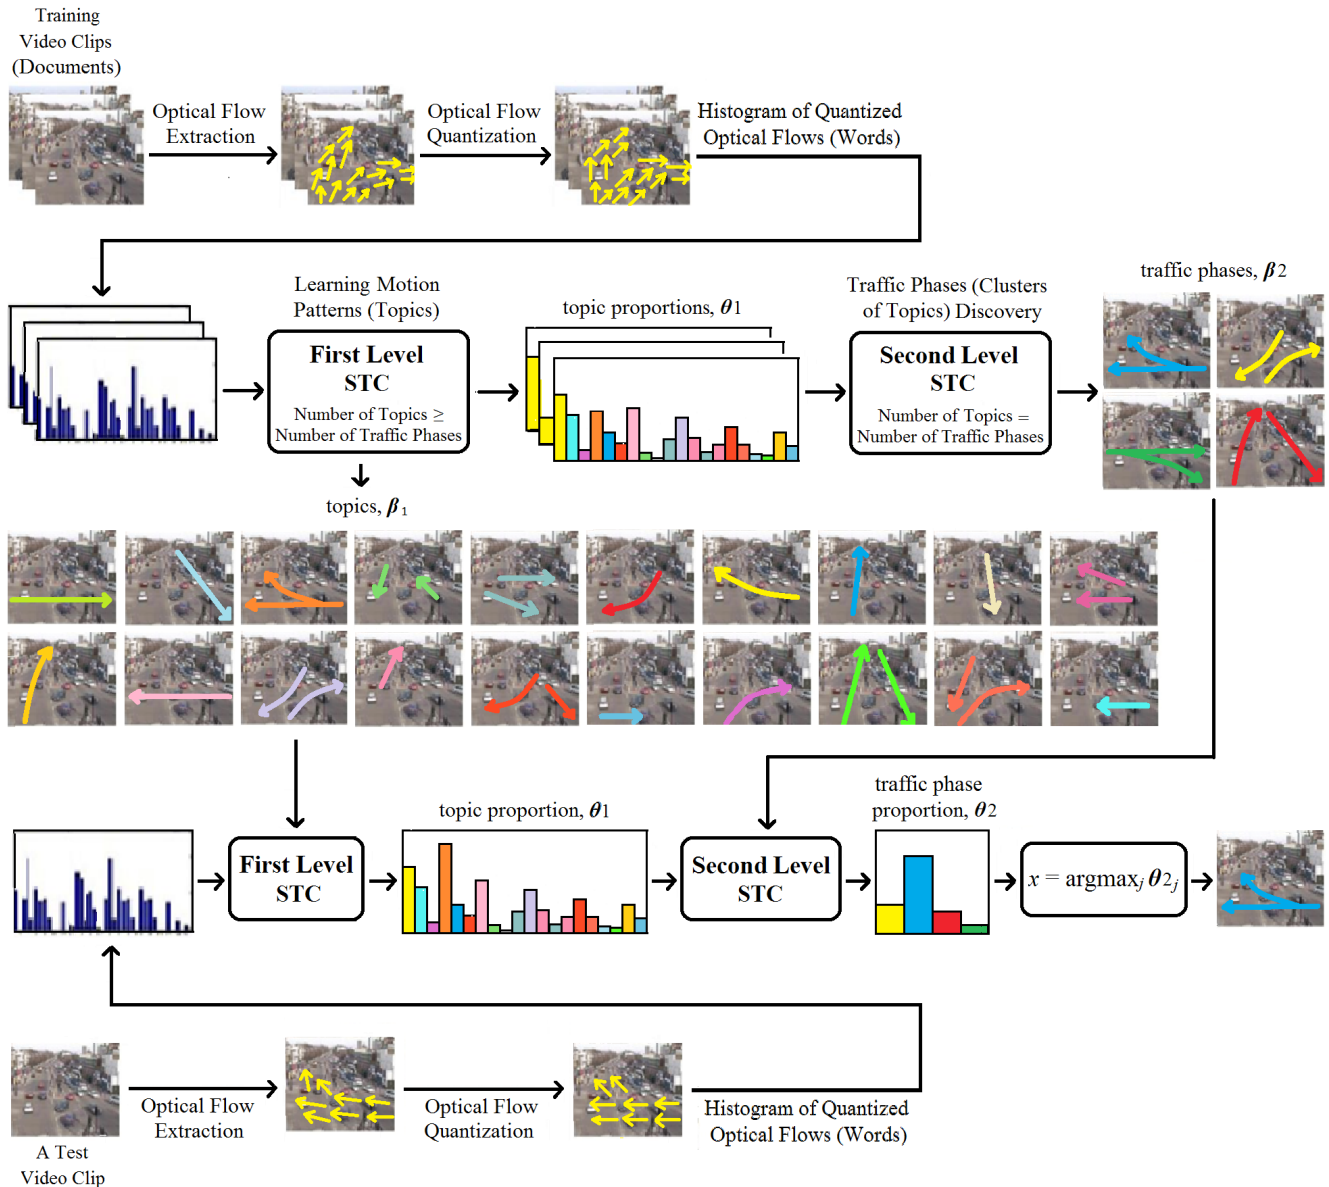 Training
Video Clips
(Documents)
Optical Flow
Extraction
Optical Flow
Quantization
Histogram of Quantized
Optical Flows (Words)
Learning Motion
Patterns (Topics)
First Level
STC
Number of Topics ≥
Number of Traffic Phases
topic proportions, θ1
Traffic Phases (Clusters
of Topics) Discovery
Second Level
STC
Number of Topics =
Number of Traffic Phases
traffic phases, β2
topics, β1
topic proportion, θ1
First Level
STC
Second Level
STC
traffic phase
proportion, θ2
x = argmaxj θ2j
A Test
Video Clip
Optical Flow
Extraction
Optical Flow
Quantization
Histogram of Quantized
Optical Flows (Words)